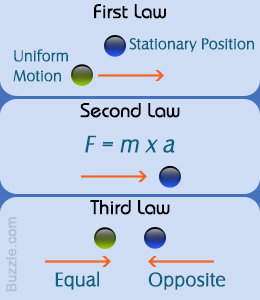 First Law
Stationary Position
Uniform
Motion
Second Law
F = m x a
Third Law
Equal Opposite
Buzzle.com